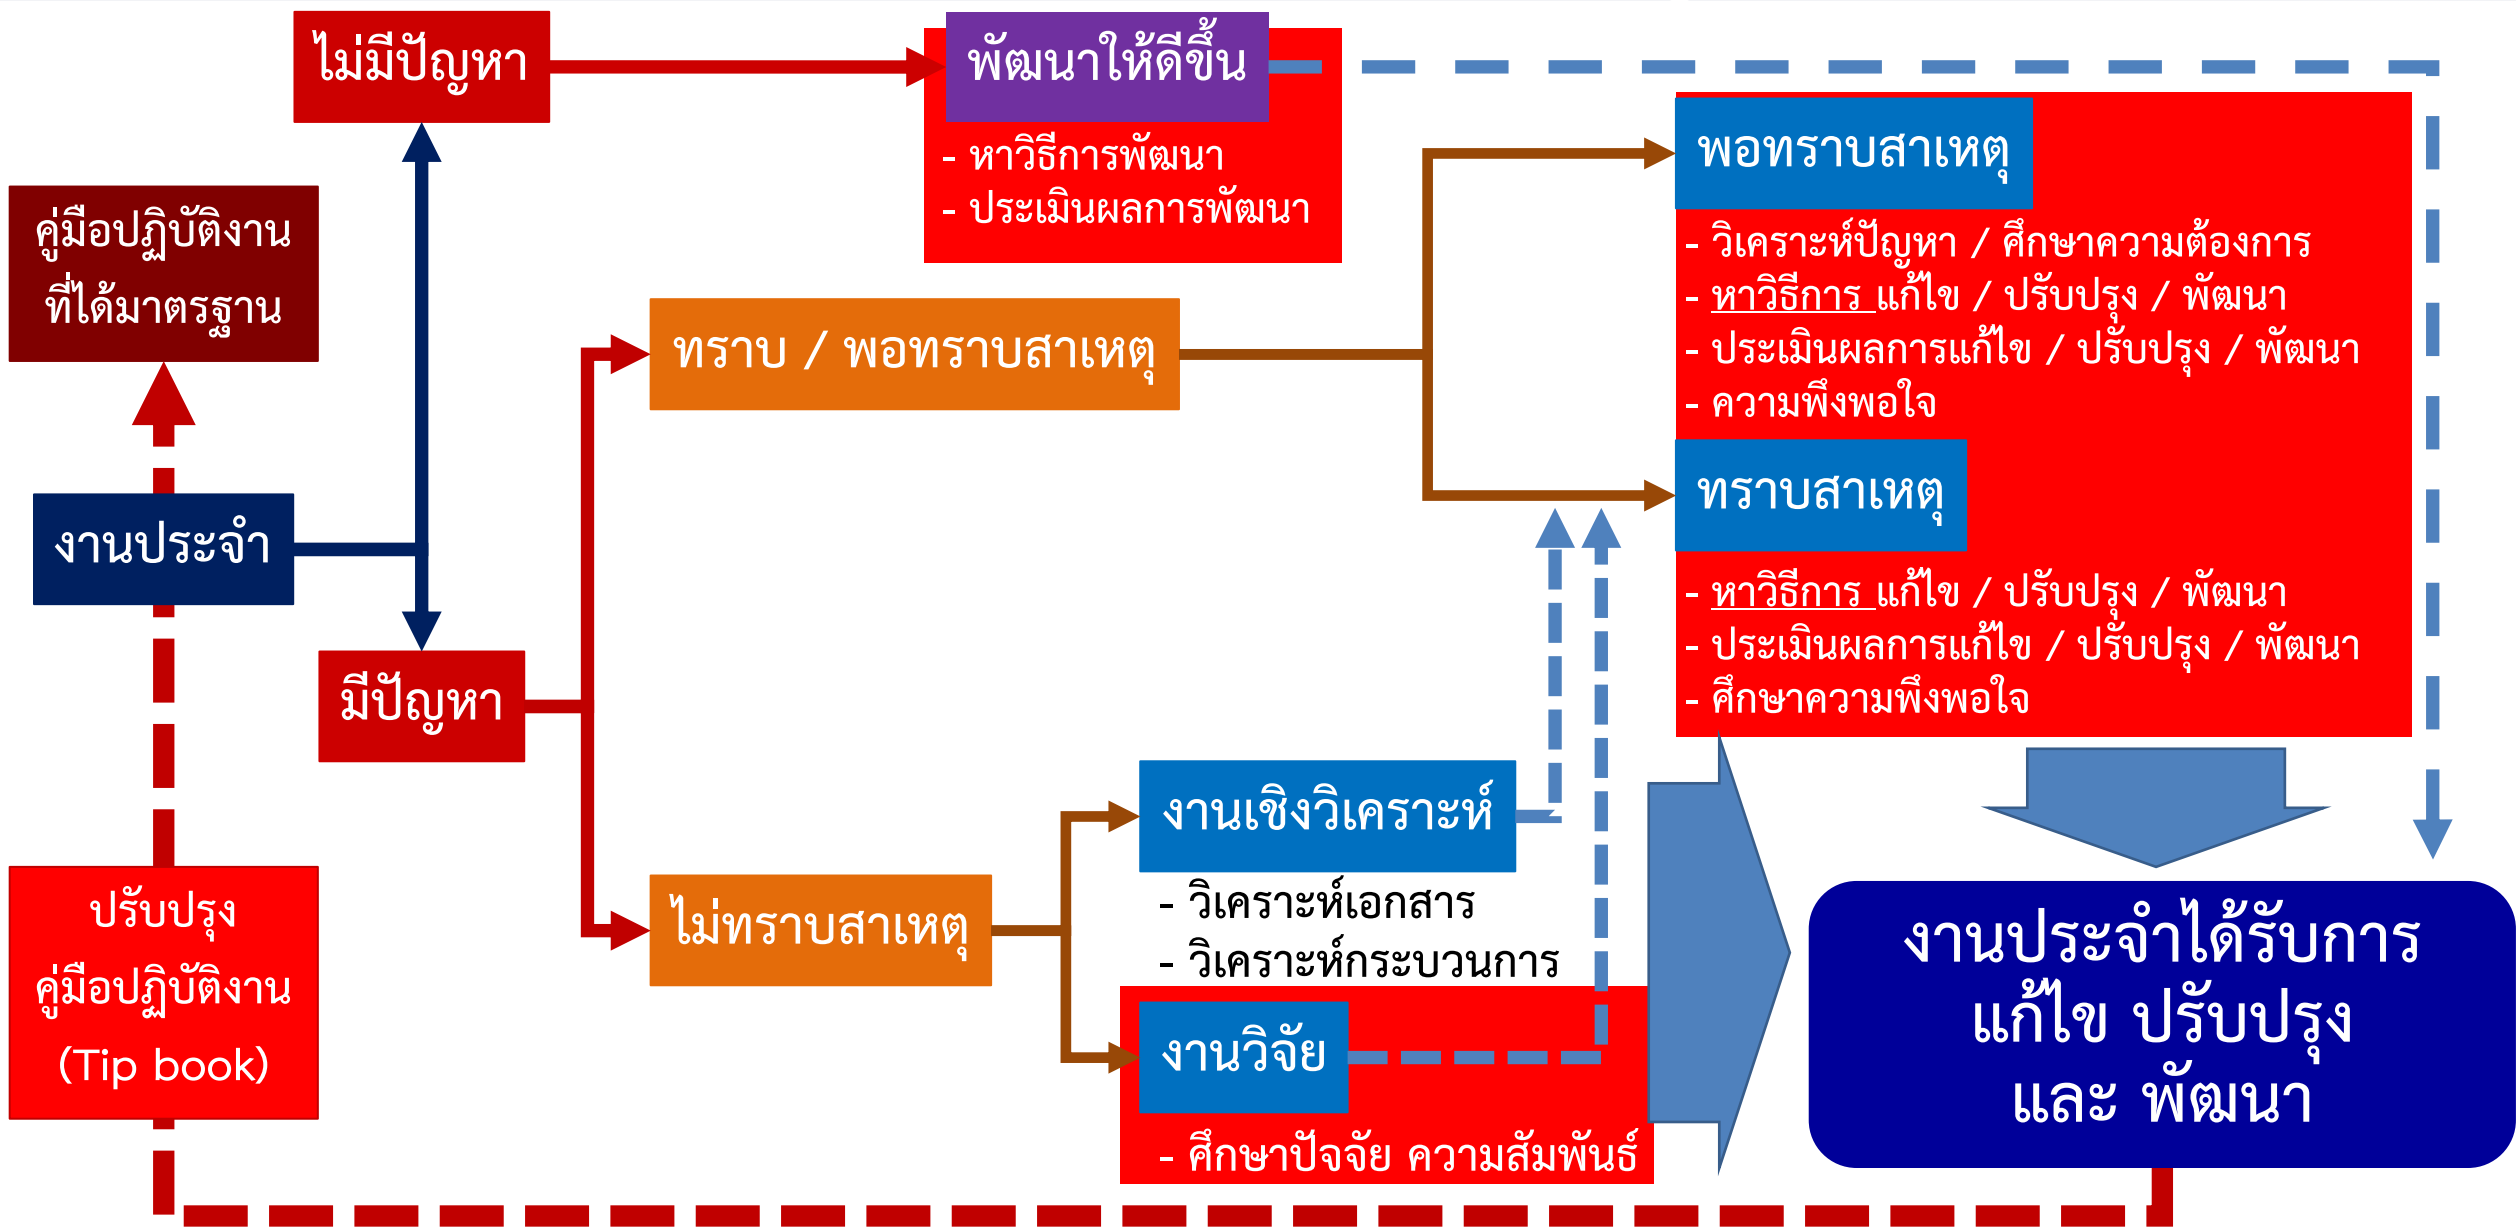 ไม่มีปัญหา
พัฒนาให้ดีขึ้น
- หาวิธีการพัฒนา
- ประเมินผลการพัฒนา
พอทราบสาเหตุ
- วิเคราะห์ปัญหา / ศึกษาความต้องการ
- หาวิธีการ แก้ไข / ปรับปรุง / พัฒนา
- ประเมินผลการแก้ไข / ปรับปรุง / พัฒนา
- ความพึงพอใจ
คู่มือปฏิบัติงาน
ที่ได้มาตรฐาน
ทราบ / พอทราบสาเหตุ
ทราบสาเหตุ
- หาวิธีการ แก้ไข / ปรับปรุง / พัฒนา
- ประเมินผลการแก้ไข / ปรับปรุง / พัฒนา
- ศึกษาความพึงพอใจ
งานประจำ
มีปัญหา
งานเชิงวิเคราะห์
- วิเคราะห์เอกสาร
- วิเคราะห์กระบวนการ
ไม่ทราบสาเหตุ
งานวิจัย
- ศึกษาปัจจัย ความสัมพันธ์
ปรับปรุง
คู่มือปฏิบัติงาน
(Tip book)
งานประจำได้รับการ
แก้ไข ปรับปรุง
และ พัฒนา